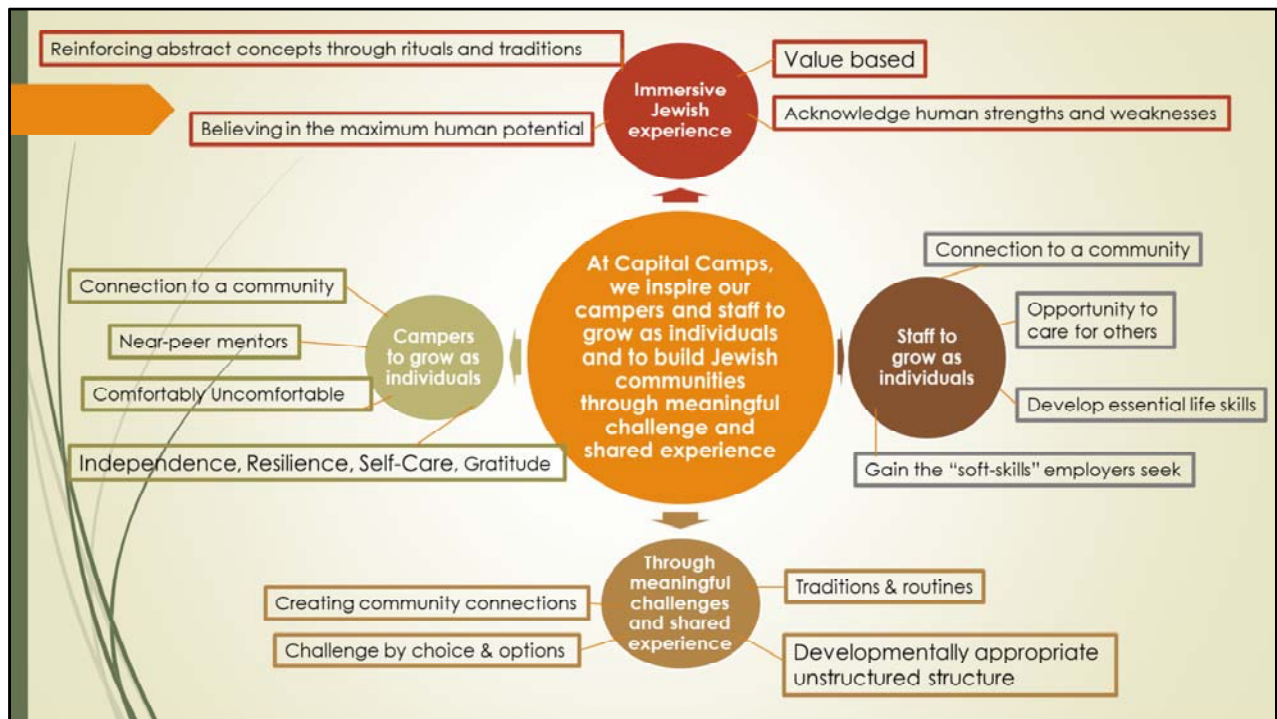 Reinforcing abstract concepts through rituals and traditions
Believing in the maximum human potential
Immersive
Jewish
experience
Value based
Acknowledge human strengths and weaknesses
Connection to a community
Near-peer mentors
Comfortably Uncomfortable
Independence, Resilience, Self-Care, Gratitude
Campers
to grow as
individuals
At Capital Camps,
we inspire our
campers and staff to
grow as individuals
and to build Jewish
communities
through meaningful
challenge and
shared experience
Staff to
grow as
individuals
Connection to a community
Opportunity to
care for others
Develop essential life skills
Gain the “soft-skills” employers seek
Creating community connections
Challenge by choice & options
Through
meaningful
challenges
and shared
experience
Traditions & routines
Developmentally appropriate
unstructured structure